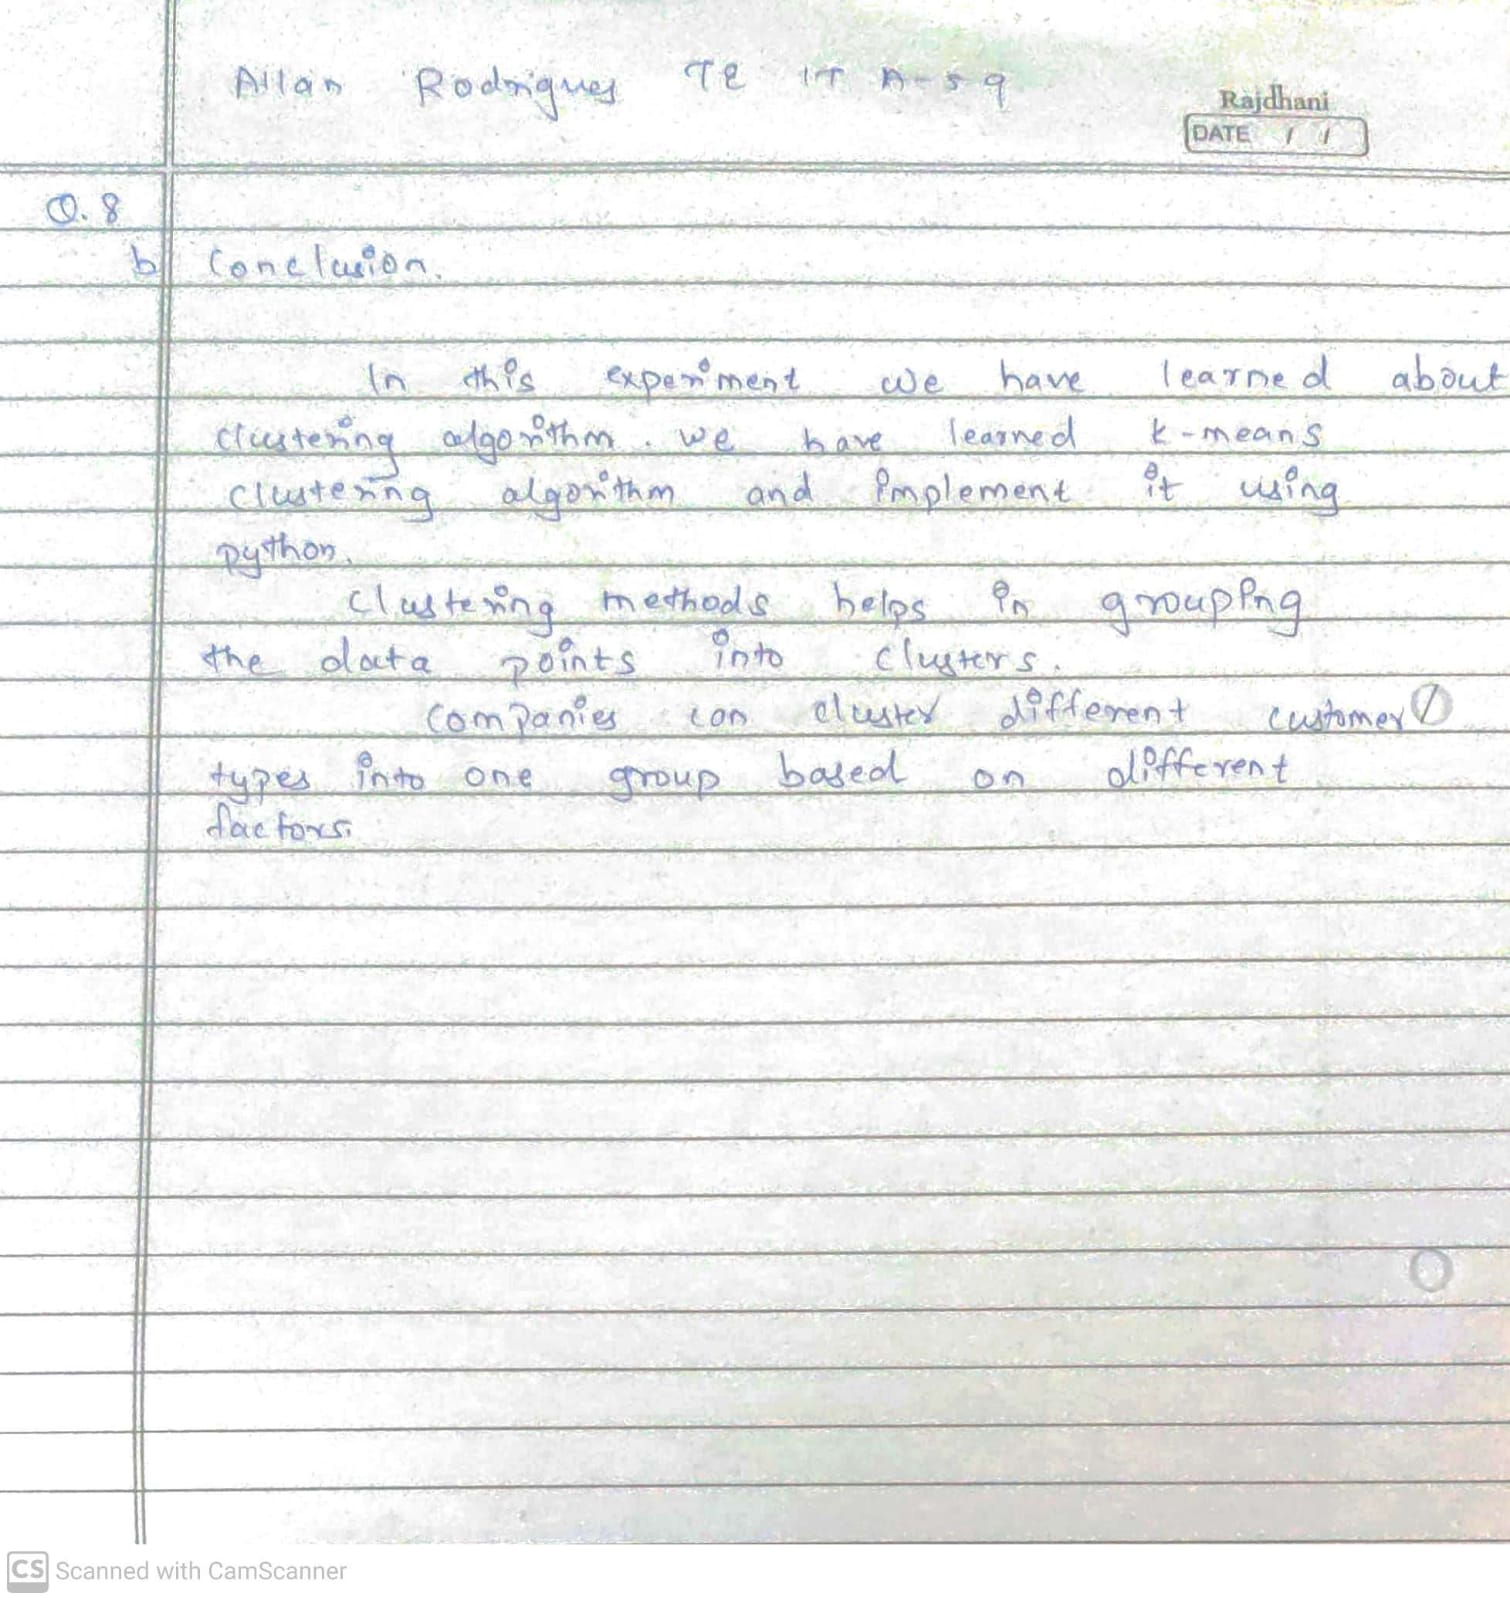 Allan Rodrigues TE IT A-59
Rajdhani
DATE / /
Q.8
b) Conclusion.
In this experiment we have learned about
clustering algorithm. we have learned k-means
clustering algorithm and implement it using
python.
clustering methods helps in grouping
the data points into clusters.
Companies can cluster different customer
types into one group based on different
factors.
CS Scanned with CamScanner